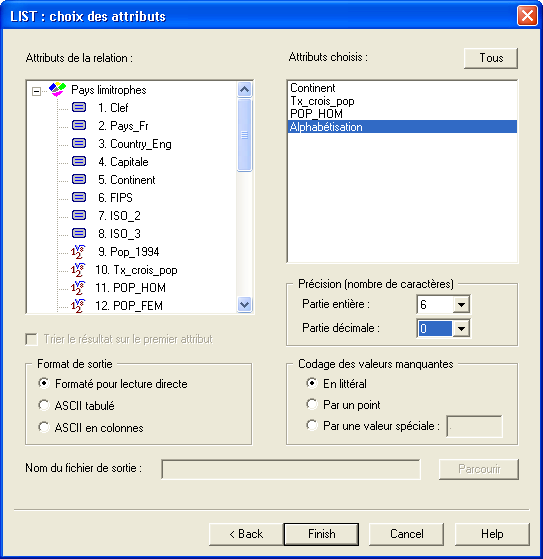 LIST : choix des attributs
Attributs de la relation :
Pays limitrophes
1. Clef
2. Pays_Fr
3. Country_Eng
4. Capitale
5. Continent
6. FIPS
7. ISO_2
8. ISO_3
9. Pop_1994
10. Tx_crois_pop
11. POP_HOM
12. POP_FEM
Trier le résultat sur le premier attribut
Attributs choisis :
Tous
Continent
Tx_crois_pop
POP_HOM
Alphabétisation
Précision (nombre de caractères)
Partie entière : 6
Partie décimale : 0
Format de sortie
Formaté pour lecture directe
ASCII tabulé
ASCII en colonnes
Codage des valeurs manquantes
En littéral
Par un point
Par une valeur spéciale :
Nom du fichier de sortie :
Parcourir
< Back Finish Cancel Help